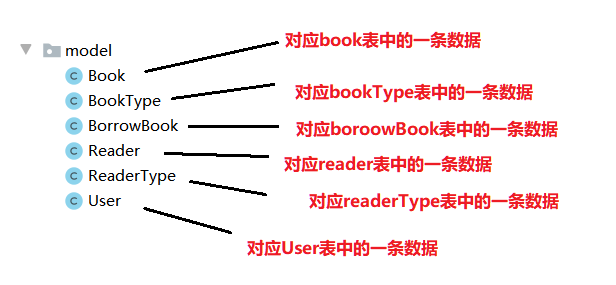 model
Book 对应book表中的一条数据
BookType 对应bookType表中的一条数据
BorrowBook 对应boroowBook表中的一条数据
Reader 对应reader表中的一条数据
ReaderType 对应readerType表中的一条数据
User 对应User表中的一条数据